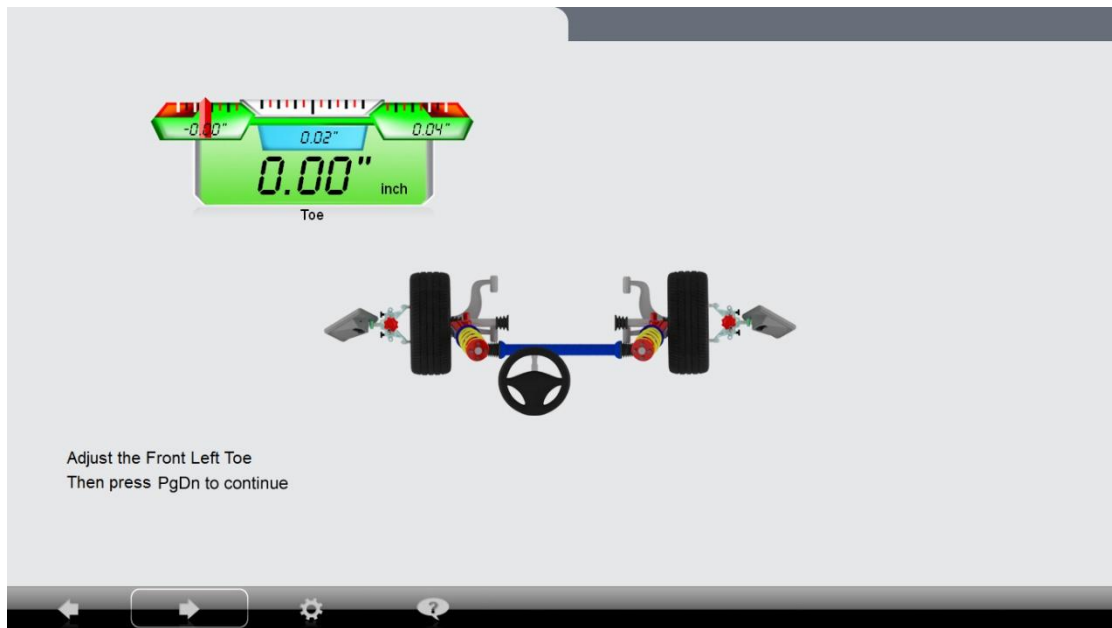 -0.00"
0.02"
0.04"
0.00" inch
Toe
Adjust the Front Left Toe
Then press PgDn to continue
?